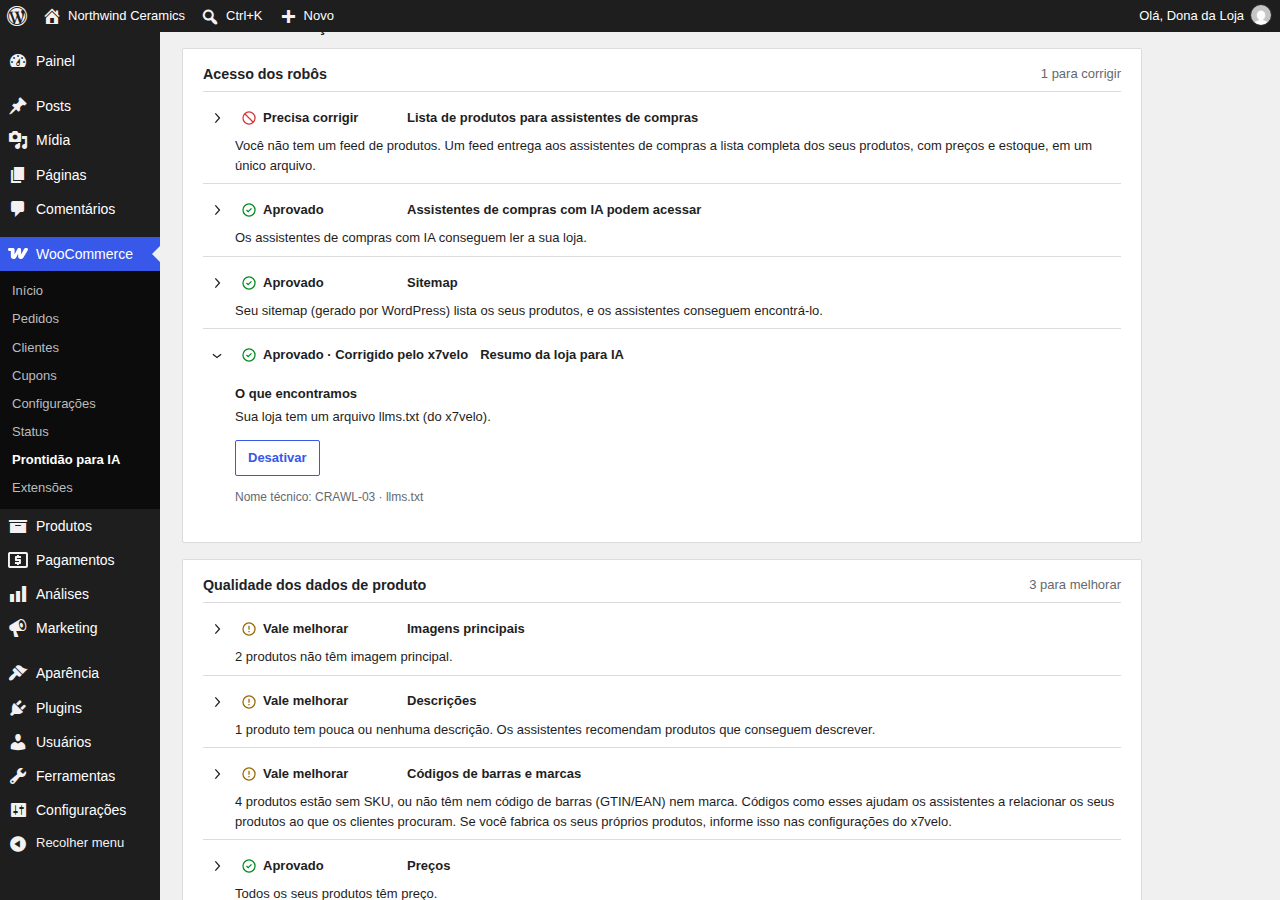 Northwind Ceramics
Ctrl+K
Novo
Olá, Dona da Loja
Painel
Posts
Mídia
Páginas
Comentários
WooCommerce
Início
Pedidos
Clientes
Cupons
Configurações
Status
Prontidão para IA
Extensões
Produtos
Pagamentos
Análises
Marketing
Aparência
Plugins
Usuários
Ferramentas
Configurações
Recolher menu
Acesso dos robôs
1 para corrigir
Precisa corrigir
Lista de produtos para assistentes de compras
Você não tem um feed de produtos. Um feed entrega aos assistentes de compras a lista completa dos seus produtos, com preços e estoque, em um
único arquivo.
Aprovado
Assistentes de compras com IA podem acessar
Os assistentes de compras com IA conseguem ler a sua loja.
Aprovado
Sitemap
Seu sitemap (gerado por WordPress) lista os seus produtos, e os assistentes conseguem encontrá-lo.
Aprovado · Corrigido pelo x7velo
Resumo da loja para IA
O que encontramos
Sua loja tem um arquivo llms.txt (do x7velo).
Desativar
Nome técnico: CRAWL-03 · llms.txt
Qualidade dos dados de produto
3 para melhorar
Vale melhorar
Imagens principais
2 produtos não têm imagem principal.
Vale melhorar
Descrições
1 produto tem pouca ou nenhuma descrição. Os assistentes recomendam produtos que conseguem descrever.
Vale melhorar
Códigos de barras e marcas
4 produtos estão sem SKU, ou não têm nem código de barras (GTIN/EAN) nem marca. Códigos como esses ajudam os assistentes a relacionar os seus
produtos ao que os clientes procuram. Se você fabrica os seus próprios produtos, informe isso nas configurações do x7velo.
Aprovado
Preços
Todos os seus produtos têm preço.